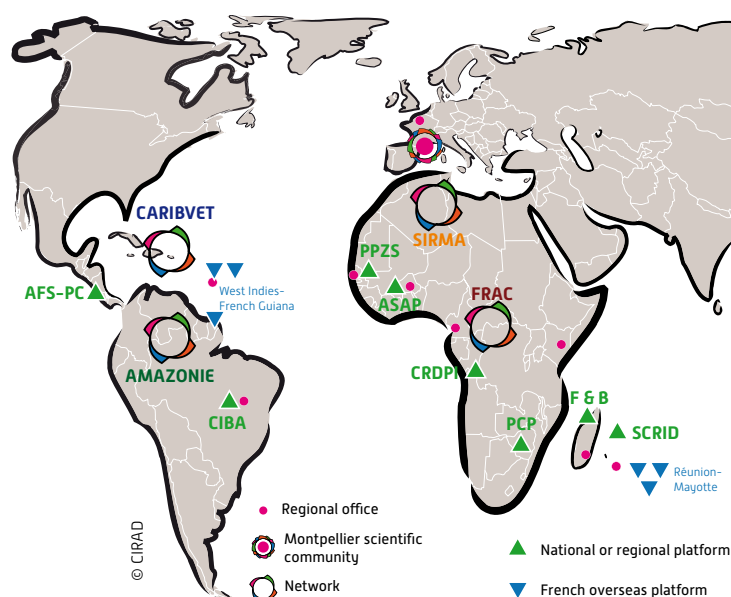 CARIBVET
SIRMA
PPZS
AFS-PC
West Indies-
French Guiana
ASAP
FRAC
AMAZONIE
CRDPI
CIBA
F & B
PCP
SCRID
Réunion-
Mayotte
© CIRAD
Regional office
Montpellier scientific
community
Network
National or regional platform
French overseas platform